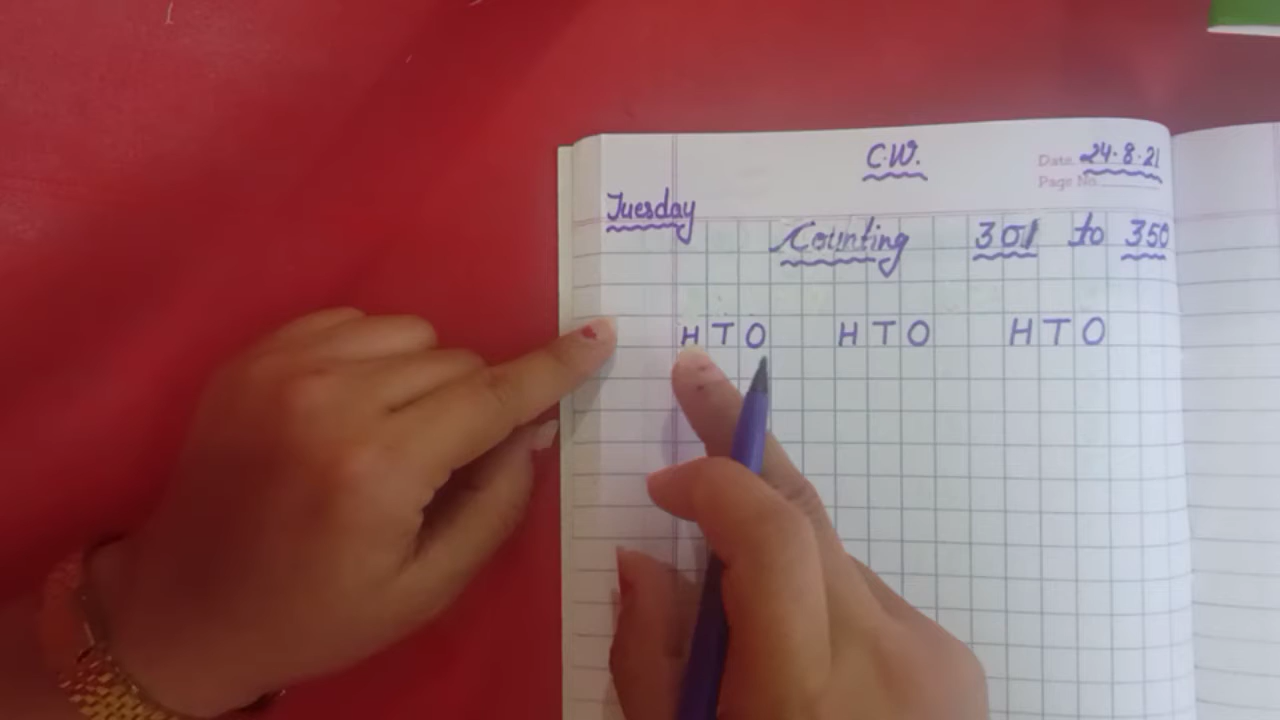 C.W.
Date 24.8.21
Page No.
Tuesday
Counting 301 to 350
H T O H T O H T O